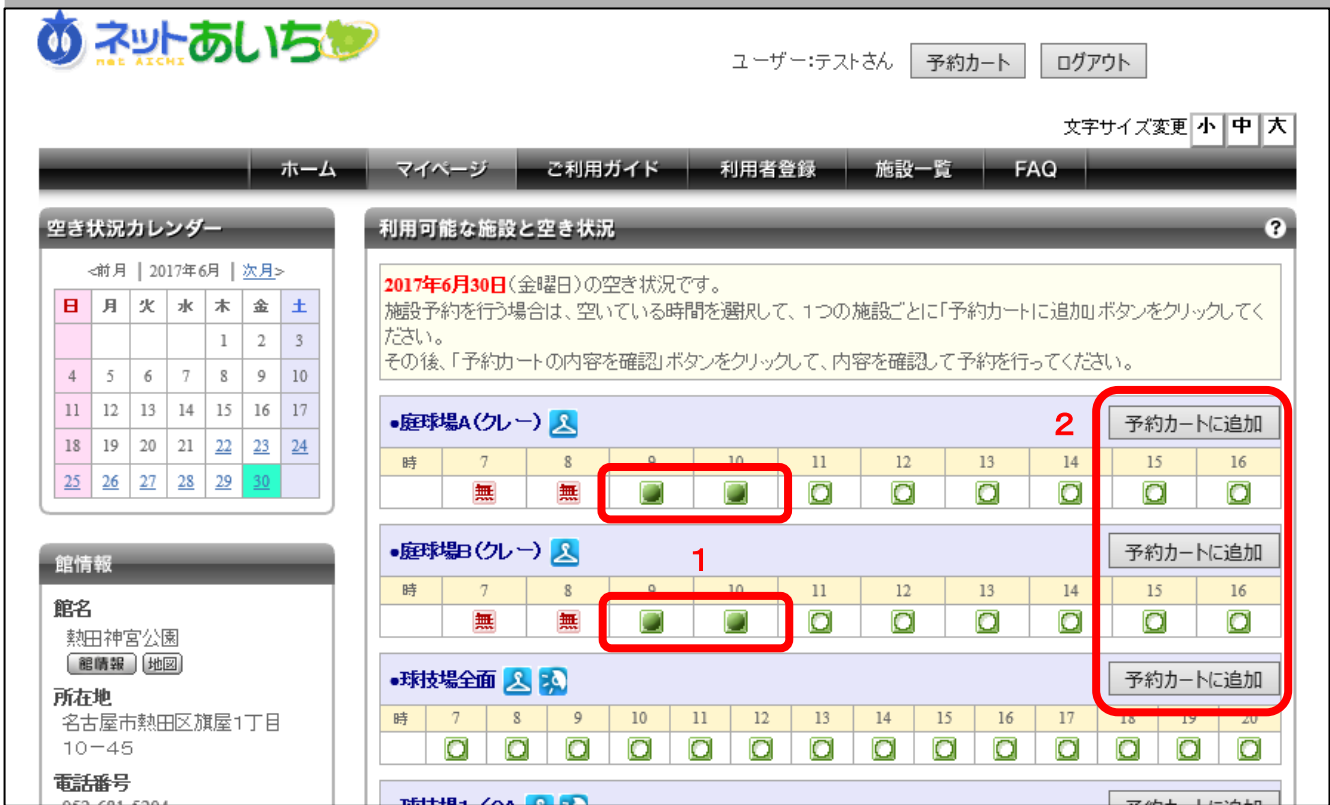 ネットあいち
net AICHI
ユーザー:テストさん 予約カート ログアウト
文字サイズ変更 小 中 大
ホーム マイページ ご利用ガイド 利用者登録 施設一覧 FAQ
空き状況カレンダー
<前月 | 2017年6月 | 次月>
日 月 火 水 木 金 土
1 2 3
4 5 6 7 8 9 10
11 12 13 14 15 16 17
18 19 20 21 22 23 24
25 26 27 28 29 30
館情報
館名
熱田神宮公園
館情報 地図
所在地
名古屋市熱田区旗屋1丁目
10-45
電話番号
利用可能な施設と空き状況 ?
2017年6月30日(金曜日)の空き状況です。
施設予約を行う場合は、空いている時間を選択して、1つの施設ごとに「予約カートに追加」ボタンをクリックしてく
ださい。
その後、「予約カートの内容を確認」ボタンをクリックして、内容を確認して予約を行ってください。
•庭球場A(クレー) 2 予約カートに追加
時 7 8 9 10 11 12 13 14 15 16
無 無
•庭球場B(クレー) 1 予約カートに追加
時 7 8 9 10 11 12 13 14 15 16
無 無
•球技場全面 予約カートに追加
時 7 8 9 10 11 12 13 14 15 16 17 18 19 20